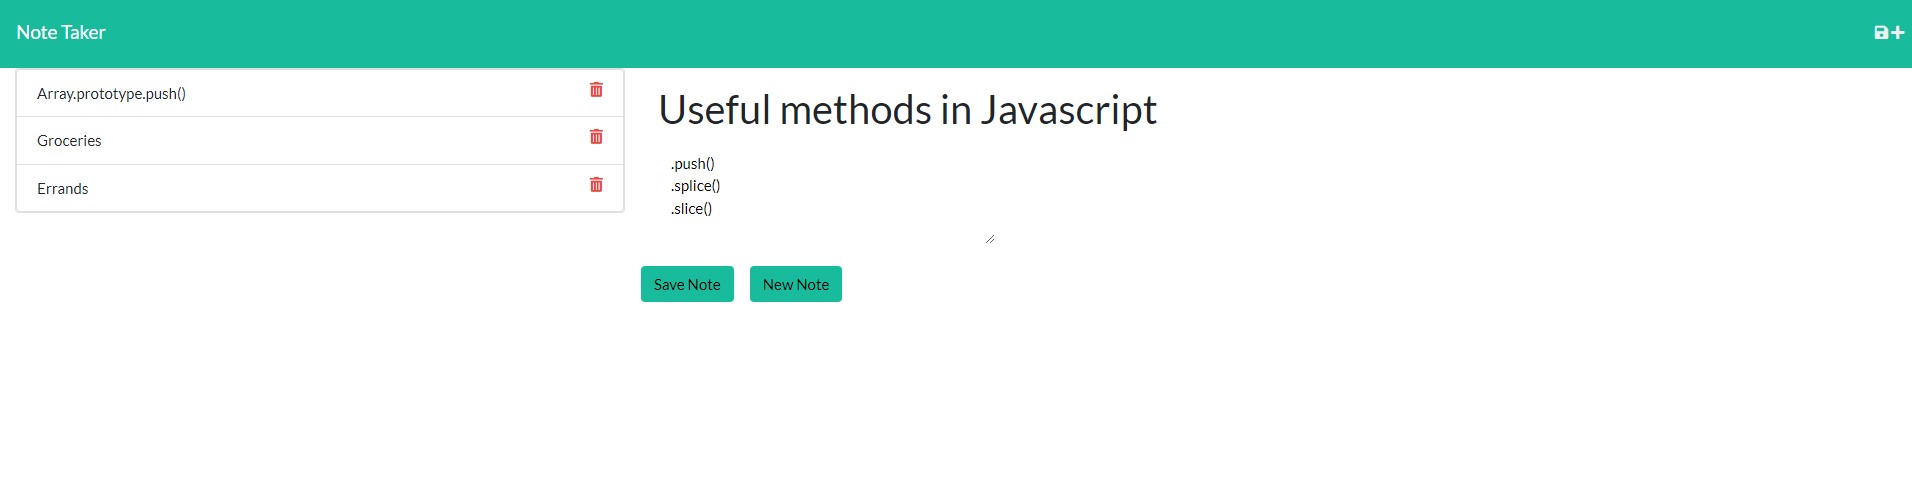 Note Taker
Array.prototype.push()
Groceries
Errands
Useful methods in Javascript
.push()
.splice()
.slice()
Save Note
New Note